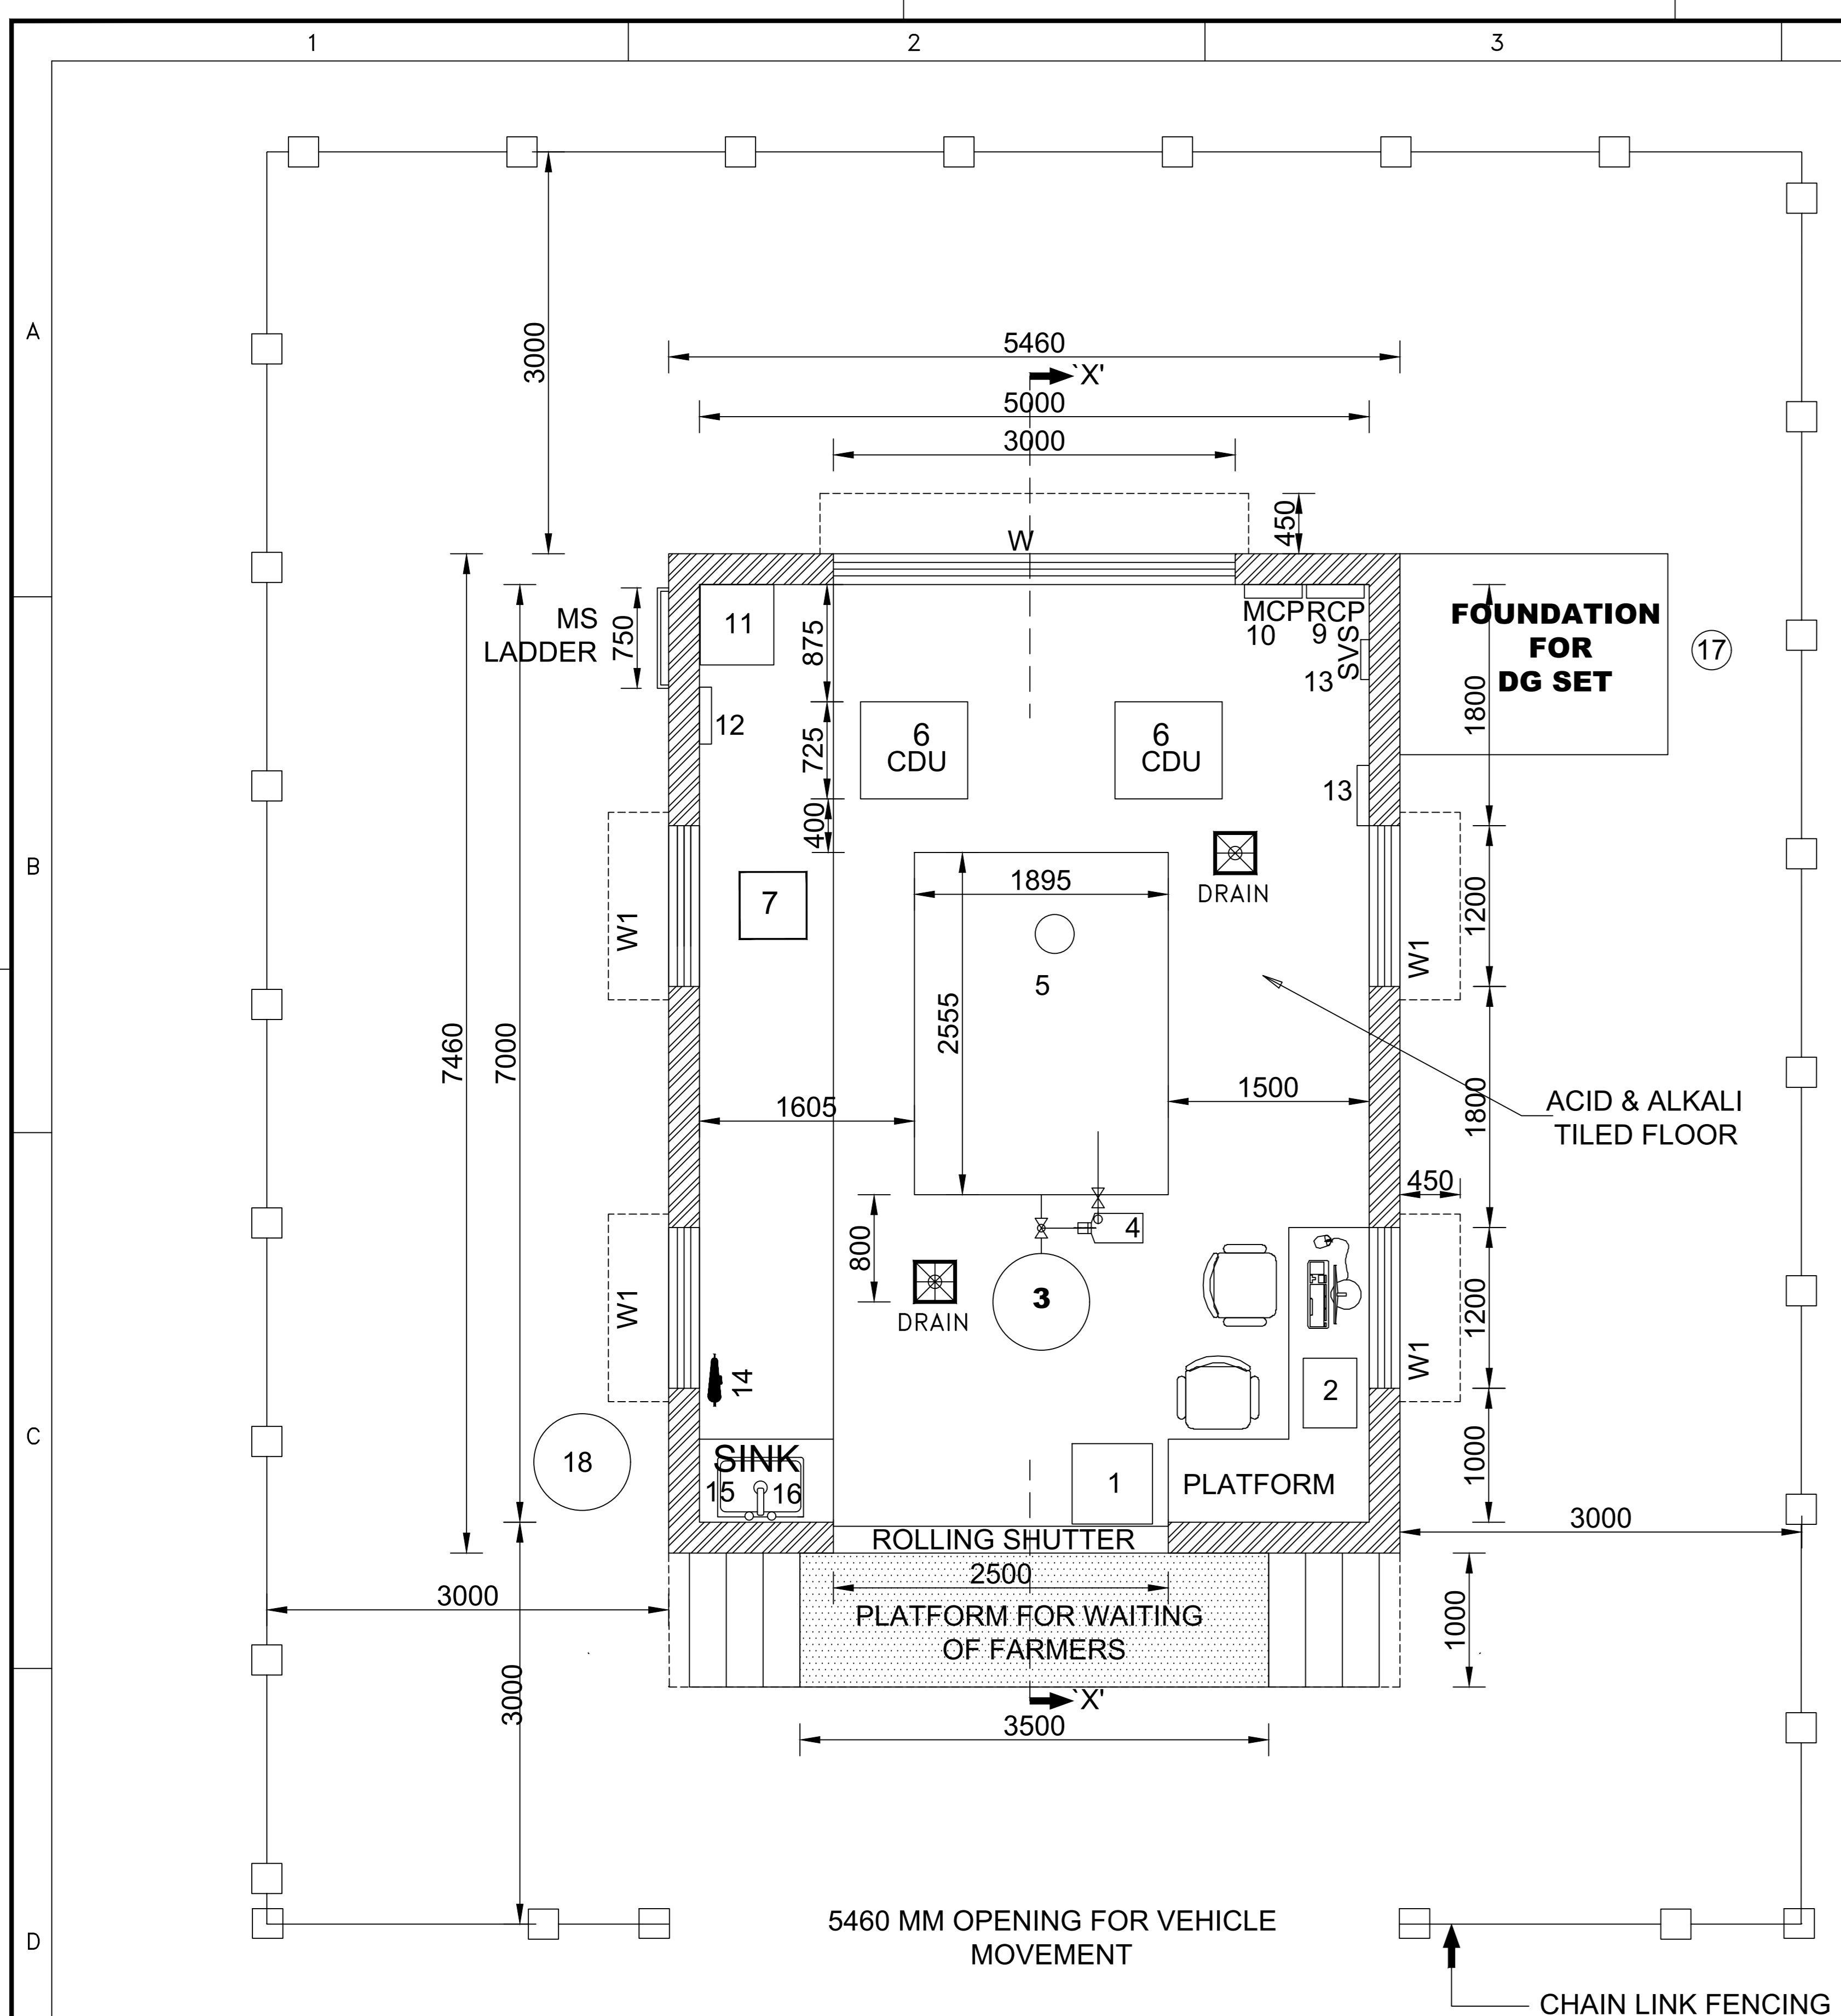 1
2
3
A
B
C
D
3000
5460
`X'
5000
3000
450
W
MS
LADDER
750
11
875
MCP
RCP
10
9
SVS
13
FOUNDATION
FOR
DG SET
17
1800
12
6
CDU
6
CDU
725
13
400
DRAIN
W1
7
1895
5
2555
W1
1200
7460
7000
1605
1500
1800
ACID & ALKALI
TILED FLOOR
450
800
4
3
DRAIN
W1
14
W1
1200
2
18
SINK
15
16
1
PLATFORM
1000
ROLLING SHUTTER
3000
2500
3000
PLATFORM FOR WAITING
OF FARMERS
1000
3000
`X'
3500
5460 MM OPENING FOR VEHICLE
MOVEMENT
CHAIN LINK FENCING